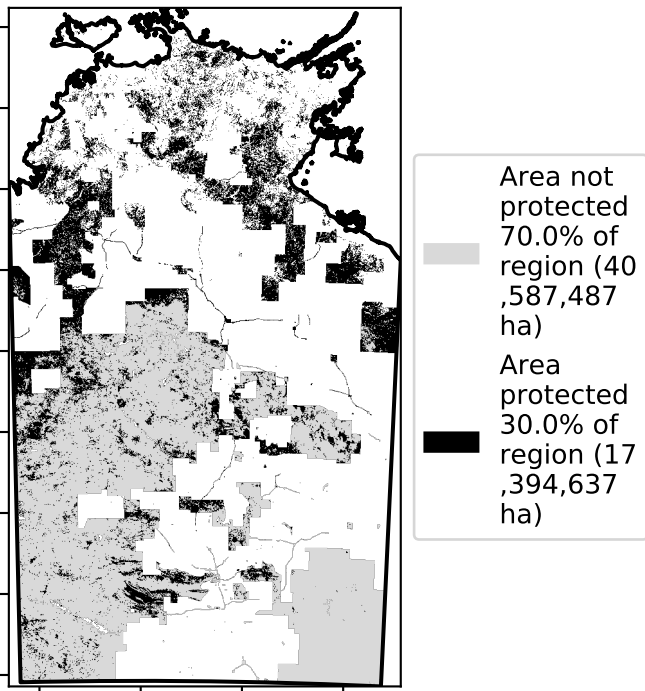 Area not
protected
70.0% of
region (40
,587,487
ha)
Area
protected
30.0% of
region (17
,394,637
ha)